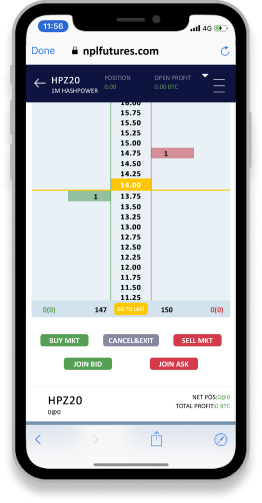 11:56 4G
Done nplfutures.com
HPZ20 POSITION OPEN PROFIT
1M HASHPOWER 0.00 0.00 BTC
16.00
15.75
15.50
15.25
15.00
14.75 1
14.50
14.25
14.00
1 13.75
13.50
13.25
13.00
12.75
12.50
12.25
12.00
11.75
11.50
11.25
0(0) 147 GO TO LAST 150 0(0)
BUY MKT CANCEL&EXIT SELL MKT
JOIN BID JOIN ASK
HPZ20 NET POS:0@0
0@0 TOTAL PROFIT:0 BTC